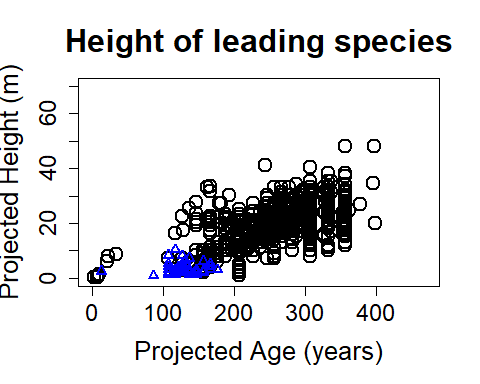 Height of leading species
Projected Height (m)
60
40
20
0
0 100 200 300 400
Projected Age (years)